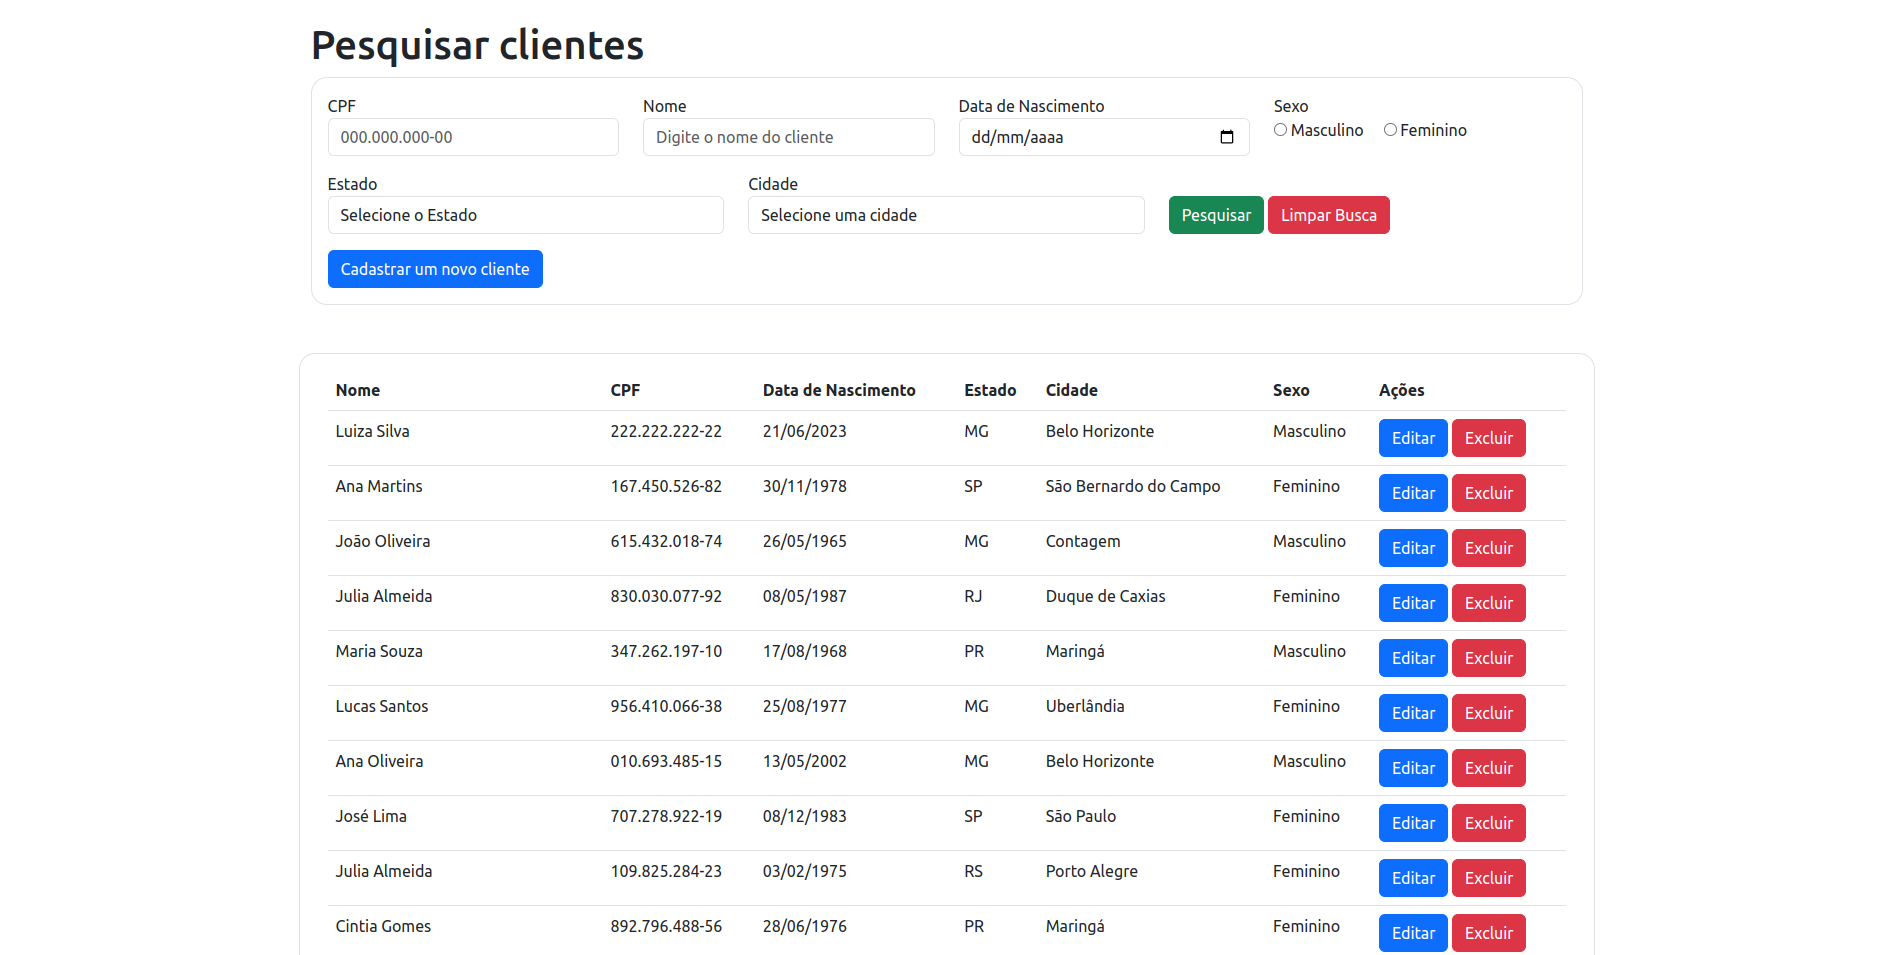 Pesquisar clientes
CPF Nome Data de Nascimento Sexo
000.000.000-00 Digite o nome do cliente dd/mm/aaaa Masculino Feminino
Estado Cidade
Selecione o Estado Selecione uma cidade Pesquisar Limpar Busca
Cadastrar um novo cliente
Nome CPF Data de Nascimento Estado Cidade Sexo Ações
Luiza Silva 222.222.222-22 21/06/2023 MG Belo Horizonte Masculino Editar Excluir
Ana Martins 167.450.526-82 30/11/1978 SP São Bernardo do Campo Feminino Editar Excluir
João Oliveira 615.432.018-74 26/05/1965 MG Contagem Masculino Editar Excluir
Julia Almeida 830.030.077-92 08/05/1987 RJ Duque de Caxias Feminino Editar Excluir
Maria Souza 347.262.197-10 17/08/1968 PR Maringá Masculino Editar Excluir
Lucas Santos 956.410.066-38 25/08/1977 MG Uberlândia Feminino Editar Excluir
Ana Oliveira 010.693.485-15 13/05/2002 MG Belo Horizonte Masculino Editar Excluir
José Lima 707.278.922-19 08/12/1983 SP São Paulo Feminino Editar Excluir
Julia Almeida 109.825.284-23 03/02/1975 RS Porto Alegre Feminino Editar Excluir
Cintia Gomes 892.796.488-56 28/06/1976 PR Maringá Feminino Editar Excluir